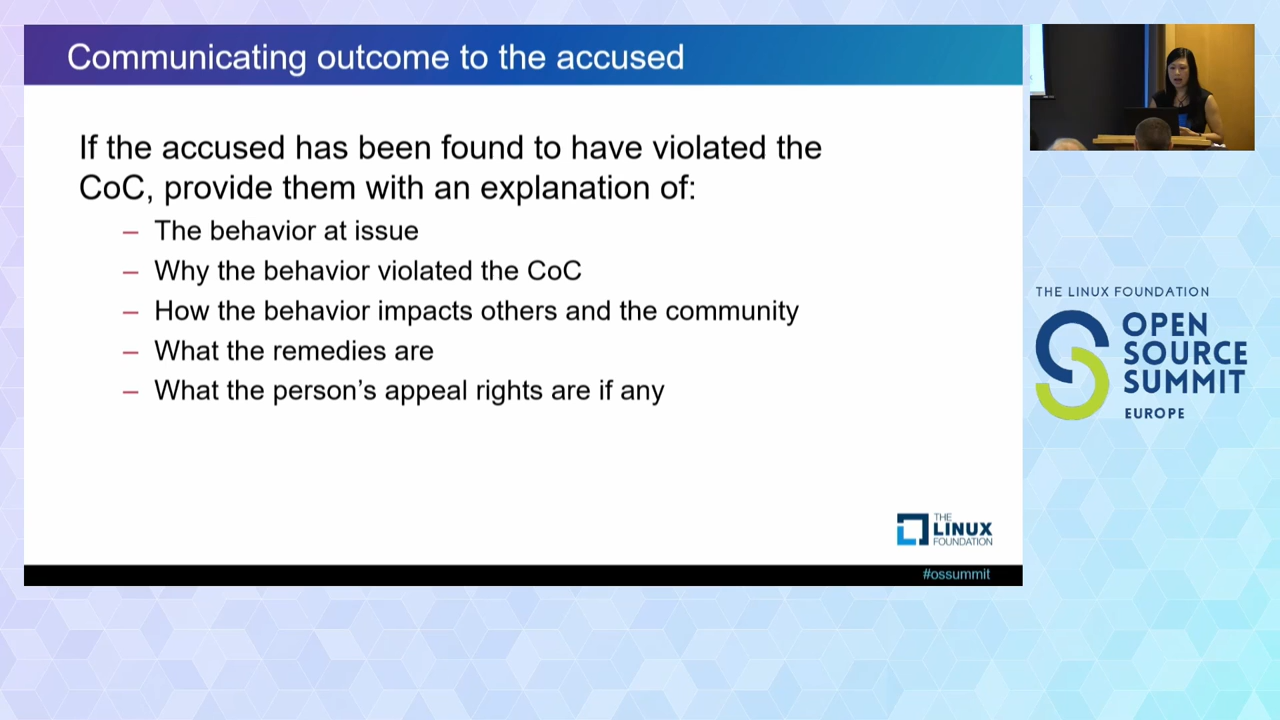 Communicating outcome to the accused
If the accused has been found to have violated the
CoC, provide them with an explanation of:
– The behavior at issue
– Why the behavior violated the CoC
– How the behavior impacts others and the community
– What the remedies are
– What the person’s appeal rights are if any
THE
LINUX
FOUNDATION
#ossummit
THE LINUX FOUNDATION
OPEN
SOURCE
SUMMIT
EUROPE